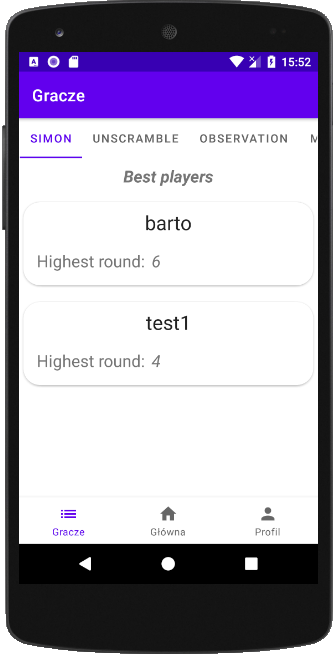 15:52
Gracze
SIMON UNSCRAMBLE OBSERVATION M
Best players
barto
Highest round: 6
test1
Highest round: 4
Gracze Główna Profil